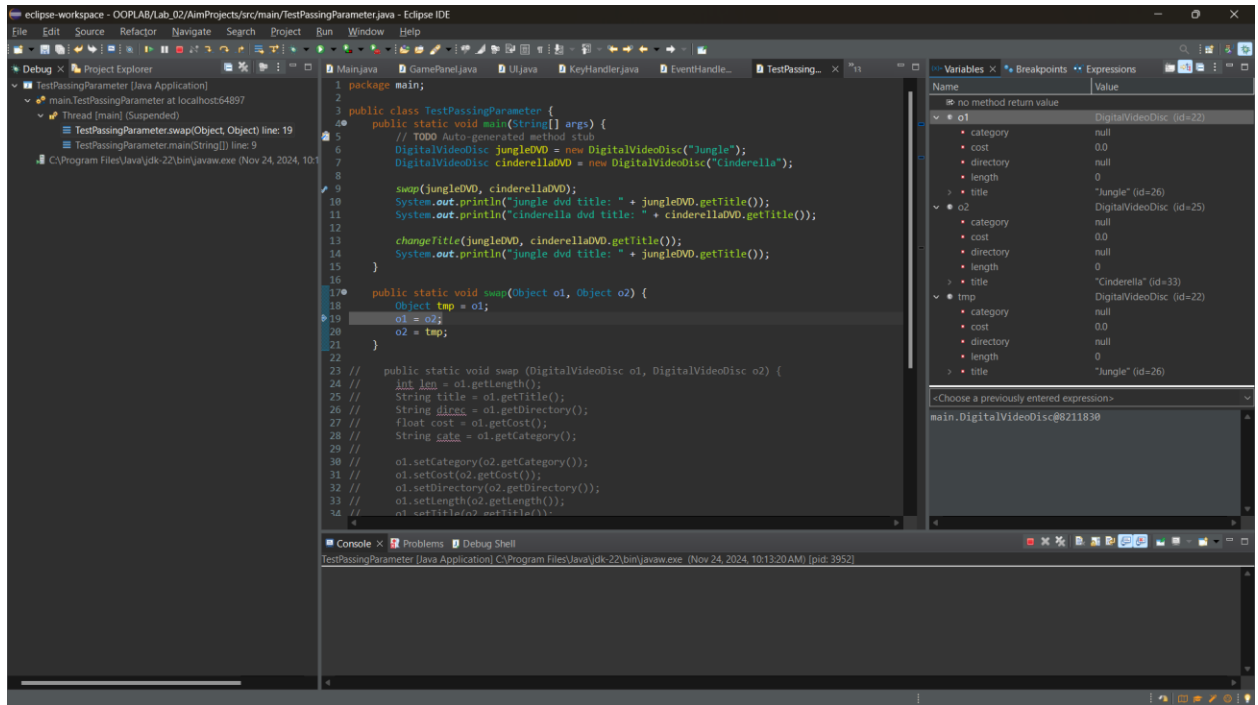 eclipse-workspace - OOPLAB/Lab_02/AimProjects/src/main/TestPassingParameter.java - Eclipse IDE
File Edit Source Refactor Navigate Search Project Run Window Help
Debug Project Explorer
TestPassingParameter [Java Application]
main.TestPassingParameter at localhost:64897
Thread [main] (Suspended)
TestPassingParameter.swap(Object, Object) line: 19
TestPassingParameter.main(String[]) line: 9
C:\Program Files\Java\jdk-22\bin\javaw.exe (Nov 24, 2024, 10:1
Main.java GamePanel.java UI.java KeyHandler.java EventHandle... TestPassing... 11
1 package main;
2
3 public class TestPassingParameter {
4 public static void main(String[] args) {
5 // TODO Auto-generated method stub
6 DigitalVideoDisc jungleDVD = new DigitalVideoDisc("Jungle");
7 DigitalVideoDisc cinderellaDVD = new DigitalVideoDisc("Cinderella");
8
9 swap(jungleDVD, cinderellaDVD);
10 System.out.println("jungle dvd title: " + jungleDVD.getTitle());
11 System.out.println("cinderella dvd title: " + cinderellaDVD.getTitle());
12
13 changeTitle(jungleDVD, cinderellaDVD.getTitle());
14 System.out.println("jungle dvd title: " + jungleDVD.getTitle());
15 }
16
17 public static void swap(Object o1, Object o2) {
18 Object tmp = o1;
19 o1 = o2;
20 o2 = tmp;
21 }
22
23 // public static void swap (DigitalVideoDisc o1, DigitalVideoDisc o2) {
24 // int len = o1.getLength();
25 // String title = o1.getTitle();
26 // String direc = o1.getDirectory();
27 // float cost = o1.getCost();
28 // String cate = o1.getCategory();
29 //
30 // o1.setCategory(o2.getCategory());
31 // o1.setCost(o2.getCost());
32 // o1.setDirectory(o2.getDirectory());
33 // o1.setLength(o2.getLength());
34 // o1.setTitle(o2.getTitle());
Variables Breakpoints Expressions
Name Value
no method return value
o1 DigitalVideoDisc (id=22)
category null
cost 0.0
directory null
length 0
title "Jungle" (id=26)
o2 DigitalVideoDisc (id=25)
category null
cost 0.0
directory null
length 0
title "Cinderella" (id=33)
tmp DigitalVideoDisc (id=22)
category null
cost 0.0
directory null
length 0
title "Jungle" (id=26)
<Choose a previously entered expression>
main.DigitalVideoDisc@8211830
Console Problems Debug Shell
TestPassingParameter [Java Application] C:\Program Files\Java\jdk-22\bin\javaw.exe (Nov 24, 2024, 10:13:20 AM) [pid: 3952]